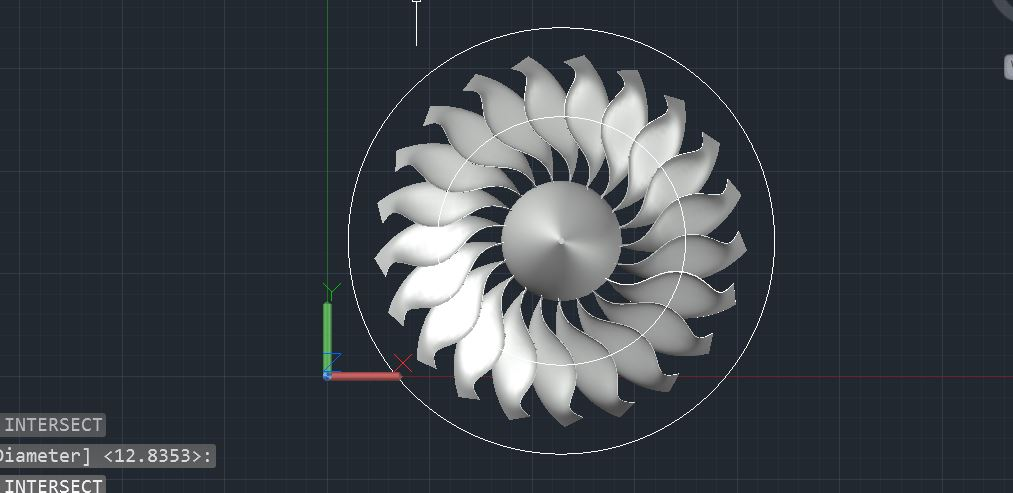 Y
Z
X
INTERSECT
Diameter] <12.8353>:
INTERSECT